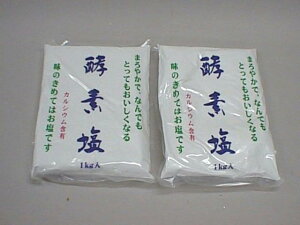 まろやかで、なんでも
とってもおいしくなる
酵素塩
1kg入
カルシウム含有
味のきめてはお塩です
まろやかで、なんでも
とってもおいしくなる
酵素塩
1kg入
カルシウム含有
味のきめてはお塩です